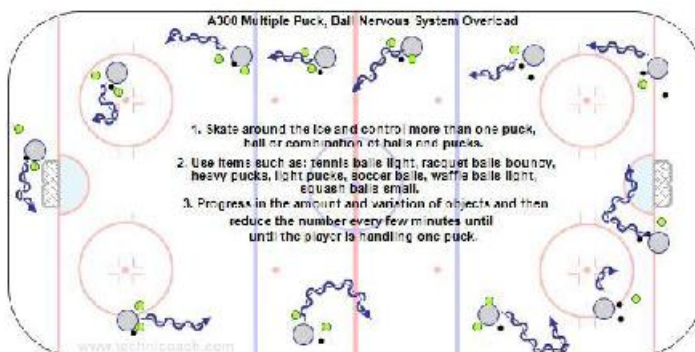 A300 Multiple Puck, Ball Nervous System Overload
1. Skate around the ice and control more than one puck,
ball or combination of balls and pucks.
2. Use items such as: tennis balls light, racquet balls bouncy,
heavy pucks, light pucks, soccer balls, waffle balls light,
squash balls small.
3. Progress in the amount and variation of objects and then
reduce the number every few minutes until
until the player is handling one puck.
www.technicoach.com